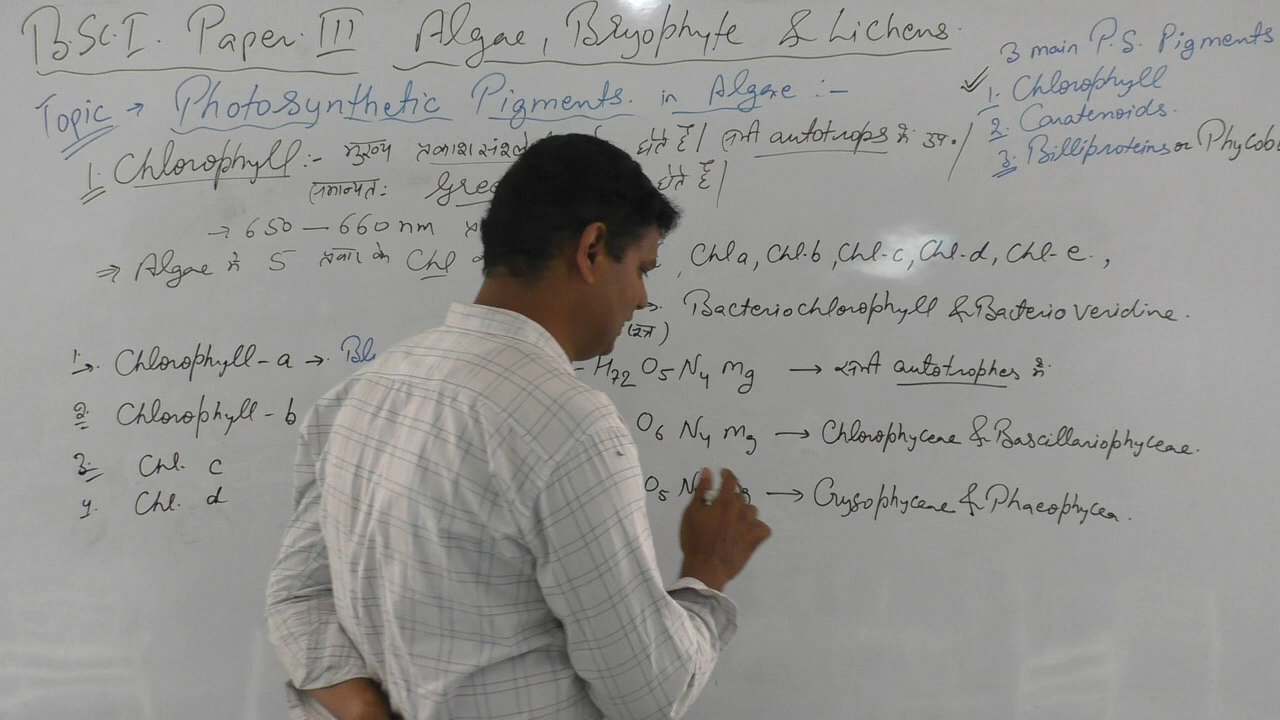 B.Sc. I. Paper. III Algae, Bryophyte & Lichens.
Topic → Photosynthetic Pigments. in Algae :-
3 main P.S. Pigments
1. Chlorophyll
2. Caratenoids.
3. Billiproteins or Phycob
1. Chlorophyll :- मुख्य होते हैं। सभी autotrops में उप.
सामान्यतः होते हैं।
→ 650 – 660 nm
⇒ Algae में 5 प्रकार के Chl , Chl a, Chl-b, Chl-c, Chl-d, Chl-e.,
Bacteriochlorophyll & Bacterio veridine.
(सूत्र)
1. Chlorophyll-a → Bl - H72 O5 N4 Mg → सभी autotrophes में
2. Chlorophyll-b O6 N4 Mg → Chlorophyceae & Bascillariophyceae.
3. Chl. c O5 N → Crysophyceae & Phaeophycea.
4. Chl. d